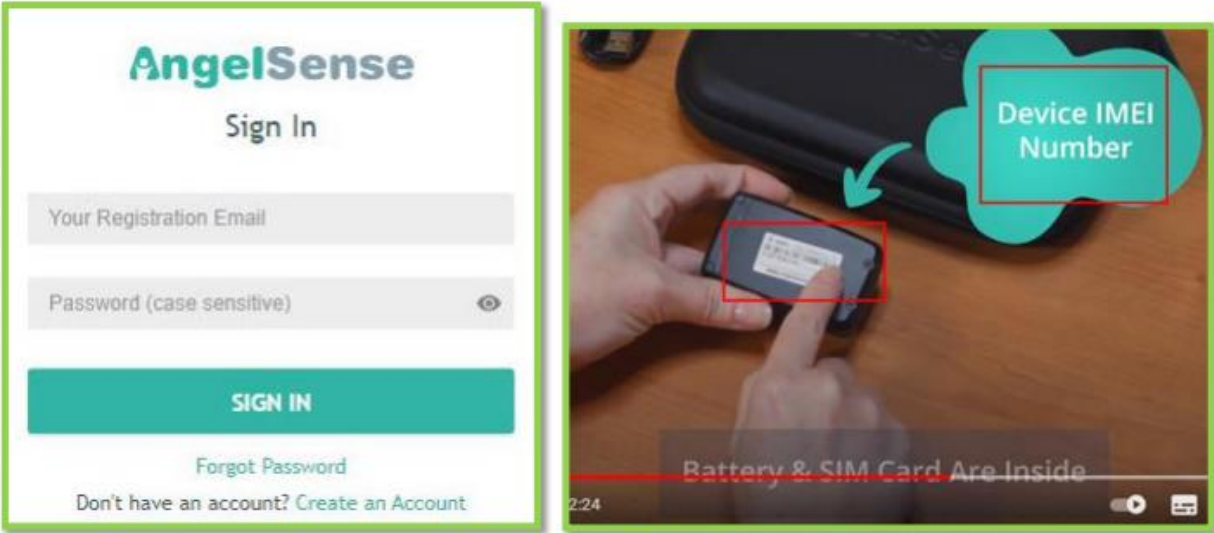 AngelSense
Sign In
Your Registration Email
Password (case sensitive)
SIGN IN
Forgot Password
Don't have an account? Create an Account
Device IMEI
Number
Battery & SIM Card Are Inside
2:24